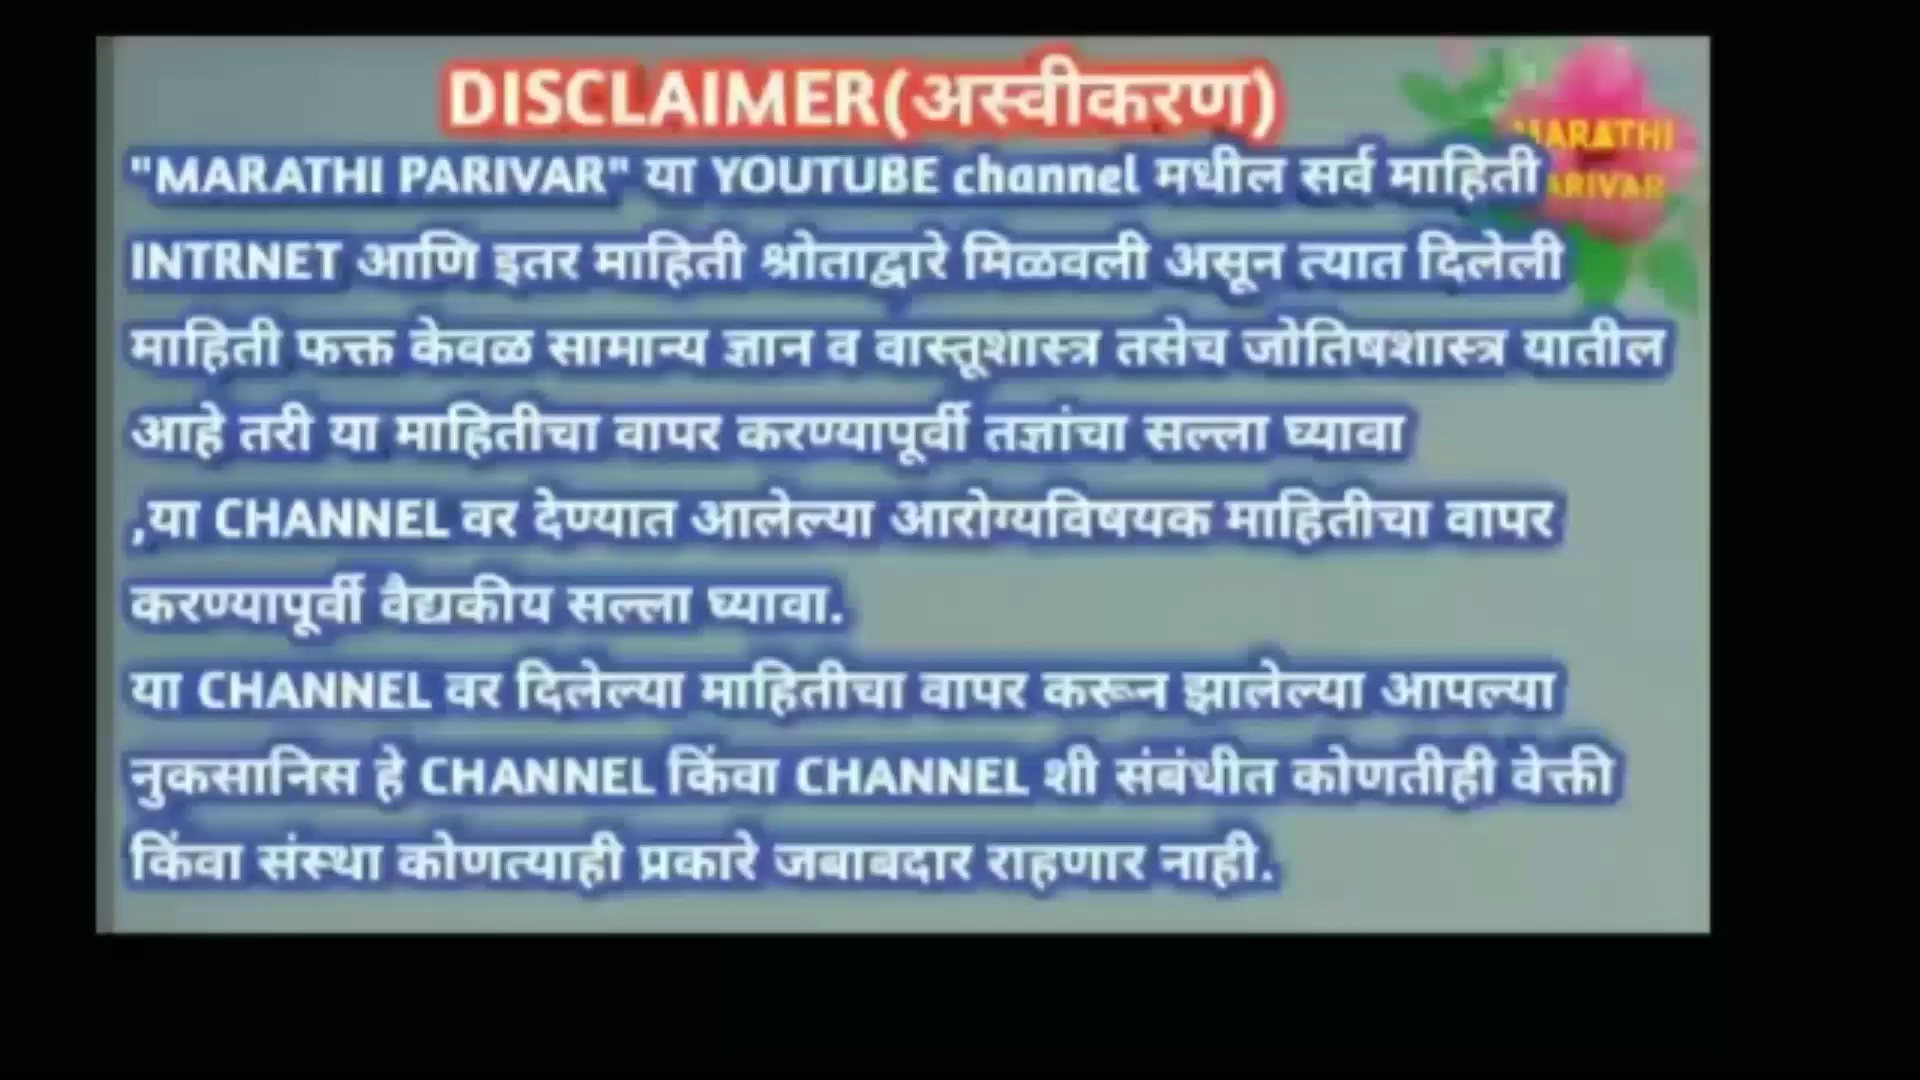 DISCLAIMER(अस्वीकरण)
"MARATHI PARIVAR" या YOUTUBE channel मधील सर्व माहिती
INTRNET आणि इतर माहिती श्रोताद्वारे मिळवली असून त्यात दिलेली
माहिती फक्त केवळ सामान्य ज्ञान व वास्तूशास्त्र तसेच जोतिषशास्त्र यातील
आहे तरी या माहितीचा वापर करण्यापूर्वी तज्ञांचा सल्ला घ्यावा
,या CHANNEL वर देण्यात आलेल्या आरोग्यविषयक माहितीचा वापर
करण्यापूर्वी वैद्यकीय सल्ला घ्यावा.
या CHANNEL वर दिलेल्या माहितीचा वापर करून झालेल्या आपल्या
नुकसानिस हे CHANNEL किंवा CHANNEL शी संबंधीत कोणतीही वेक्ती
किंवा संस्था कोणत्याही प्रकारे जबाबदार राहणार नाही.
MARATHI
ARIVAR